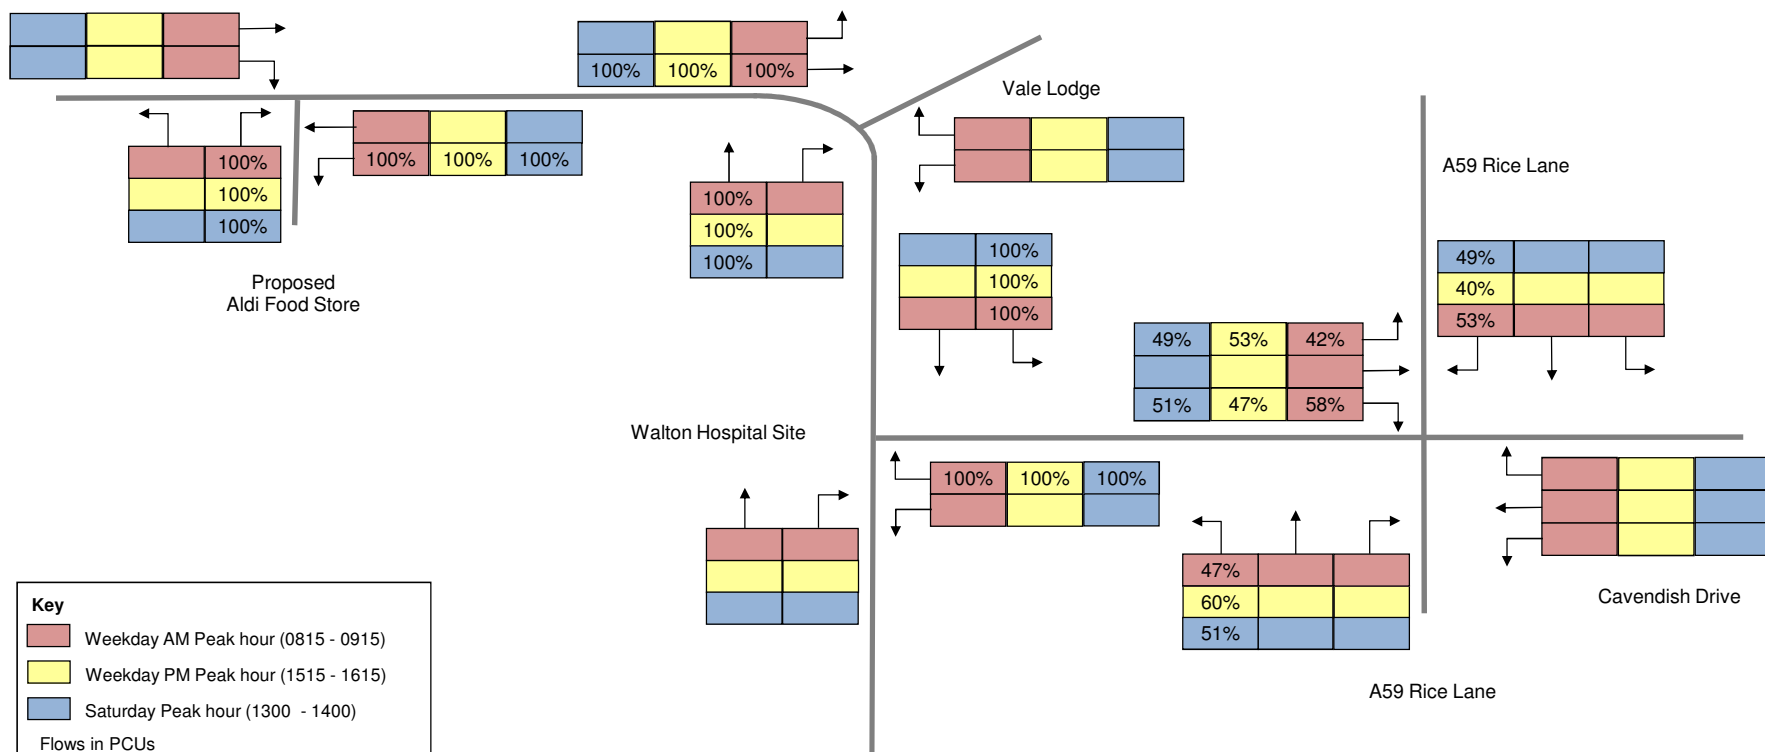 100% 100% 100%
Vale Lodge
100%
100%
100%
100% 100% 100%
A59 Rice Lane
100%
100%
100%
Proposed
Aldi Food Store
100%
100%
100%
49%
40%
53%
49% 53% 42%
51% 47% 58%
Walton Hospital Site
100% 100% 100%
47%
60%
51%
Cavendish Drive
A59 Rice Lane
Key
Weekday AM Peak hour (0815 - 0915)
Weekday PM Peak hour (1515 - 1615)
Saturday Peak hour (1300 - 1400)
Flows in PCUs